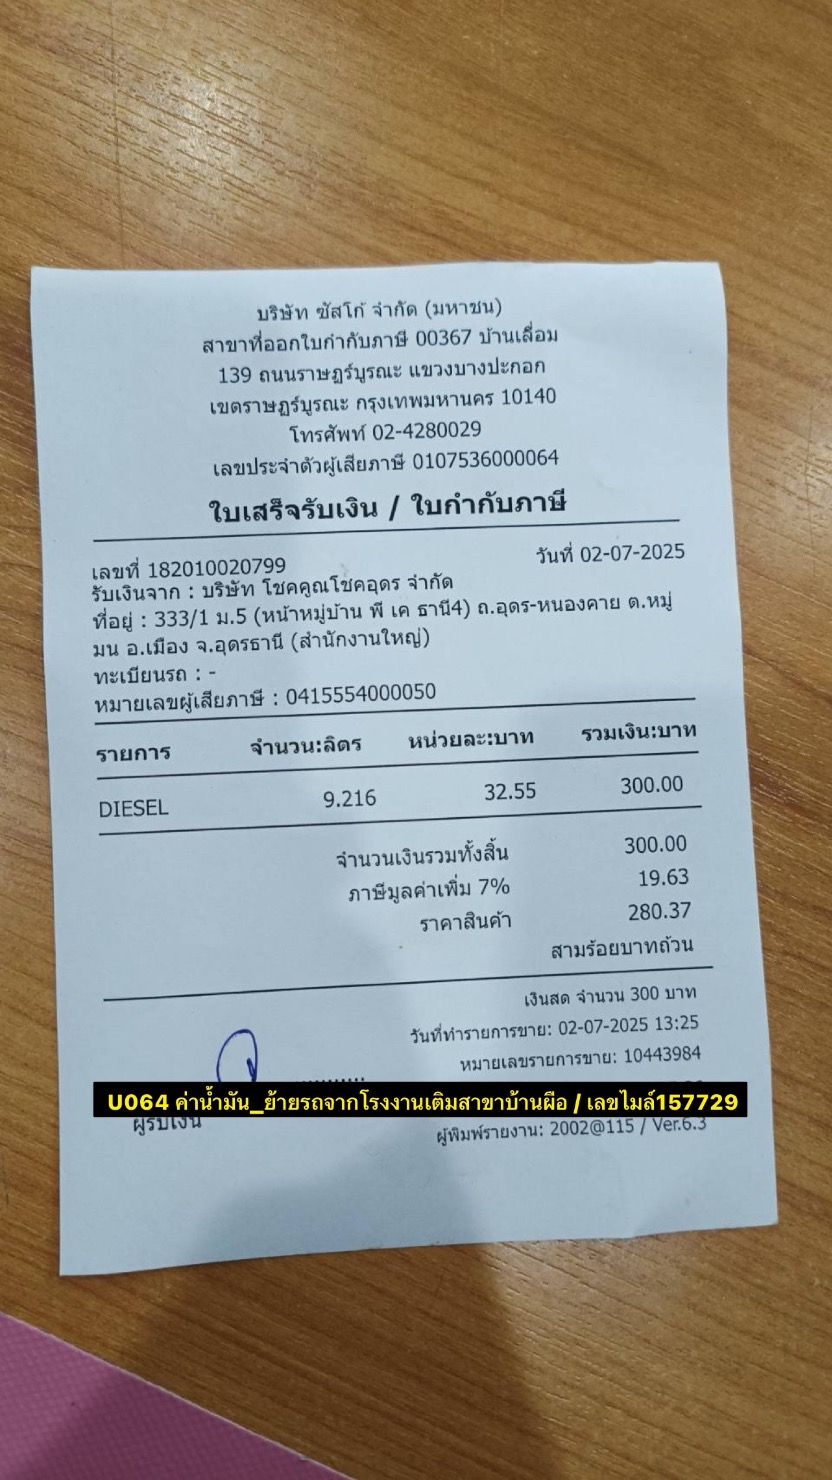 บริษัท ซัสโก้ จำกัด (มหาชน)
สาขาที่ออกใบกำกับภาษี 00367 บ้านเลื่อม
139 ถนนราษฎร์บูรณะ แขวงบางปะกอก
เขตราษฎร์บูรณะ กรุงเทพมหานคร 10140
โทรศัพท์ 02-4280029
เลขประจำตัวผู้เสียภาษี 0107536000064
ใบเสร็จรับเงิน / ใบกำกับภาษี
เลขที่ 182010020799 วันที่ 02-07-2025
รับเงินจาก : บริษัท โชคคูณโชคอุดร จำกัด
ที่อยู่ : 333/1 ม.5 (หน้าหมู่บ้าน พี เค ธานี4) ถ.อุดร-หนองคาย ต.หมู่
มน อ.เมือง จ.อุดรธานี (สำนักงานใหญ่)
ทะเบียนรถ : -
หมายเลขผู้เสียภาษี : 0415554000050
รายการ จำนวน:ลิตร หน่วยละ:บาท รวมเงิน:บาท
DIESEL 9.216 32.55 300.00
จำนวนเงินรวมทั้งสิ้น 300.00
ภาษีมูลค่าเพิ่ม 7% 19.63
ราคาสินค้า 280.37
สามร้อยบาทถ้วน
เงินสด จำนวน 300 บาท
วันที่ทำรายการขาย: 02-07-2025 13:25
หมายเลขรายการขาย: 10443984
U064 ค่าน้ำมัน_ย้ายรถจากโรงงานเติมสาขาบ้านผือ / เลขไมล์157729
ผู้รับเงิน
ผู้พิมพ์รายงาน: 2002@115 / Ver.6.3